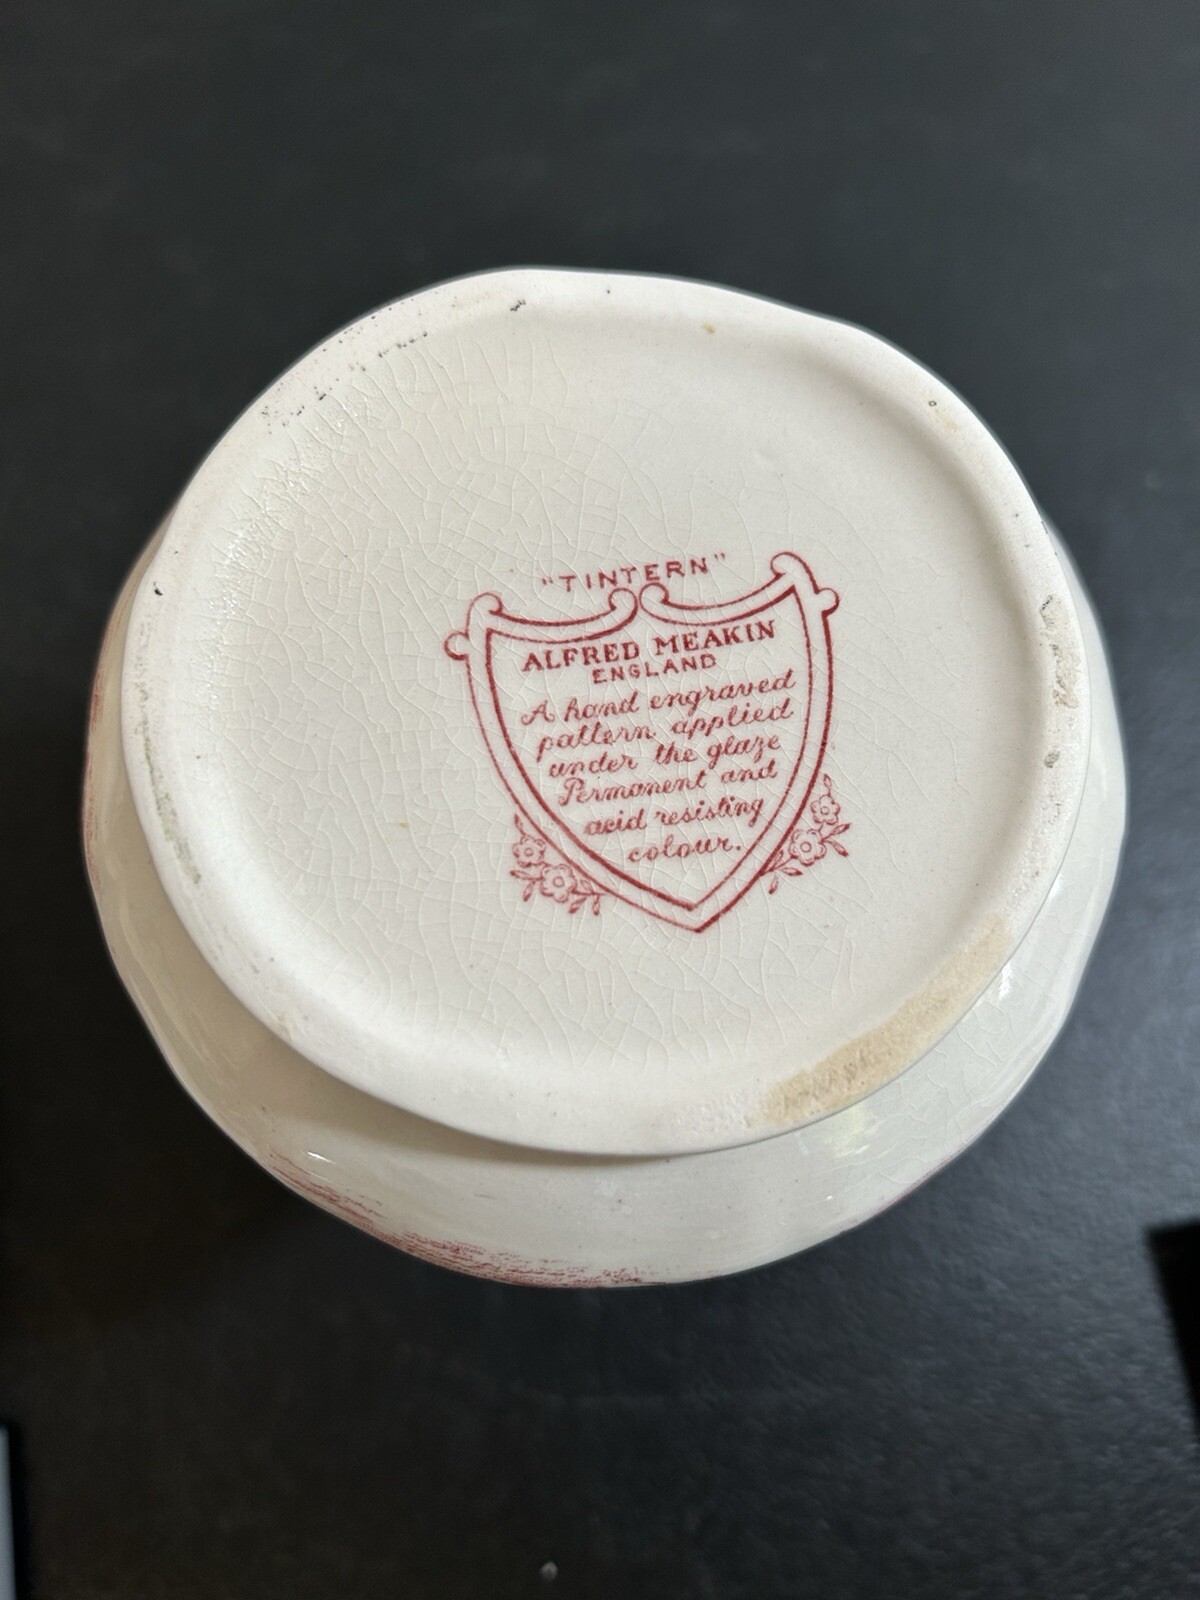 "TINTERN"
ALFRED MEAKIN
ENGLAND
A hand engraved
pattern applied
under the glaze
Permanent and
acid resisting
colour.